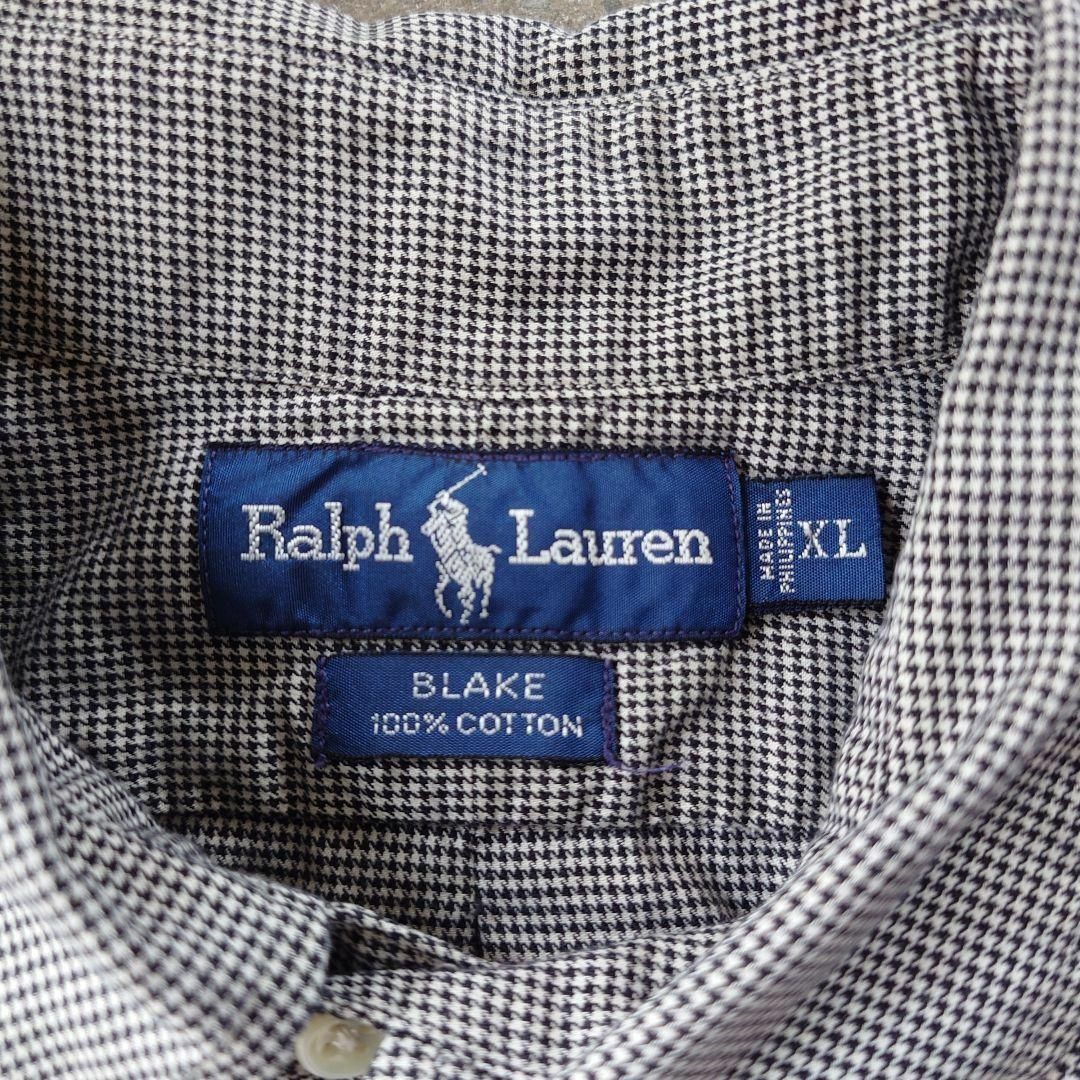 Ralph Lauren
MADE IN
PHILIPPINES
XL
BLAKE
100% COTTON